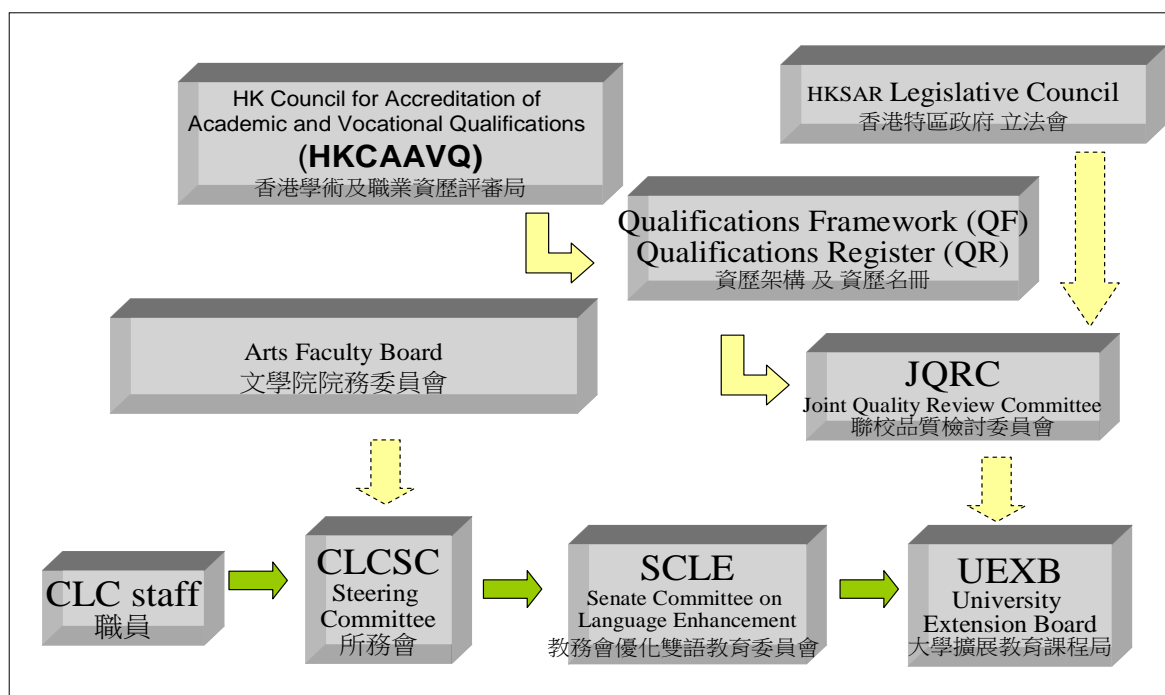 HK Council for Accreditation of
Academic and Vocational Qualifications
(HKCAAVQ)
香港學術及職業資歷評審局
HKSAR Legislative Council
香港特區政府 立法會
Qualifications Framework (QF)
Qualifications Register (QR)
資歷架構 及 資歷名冊
Arts Faculty Board
文學院院務委員會
JQRC
Joint Quality Review Committee
聯校品質檢討委員會
CLC staff
職員
CLCSC
Steering
Committee
所務會
SCLE
Senate Committee on
Language Enhancement
教務會優化雙語教育委員會
UEXB
University
Extension Board
大學擴展教育課程局